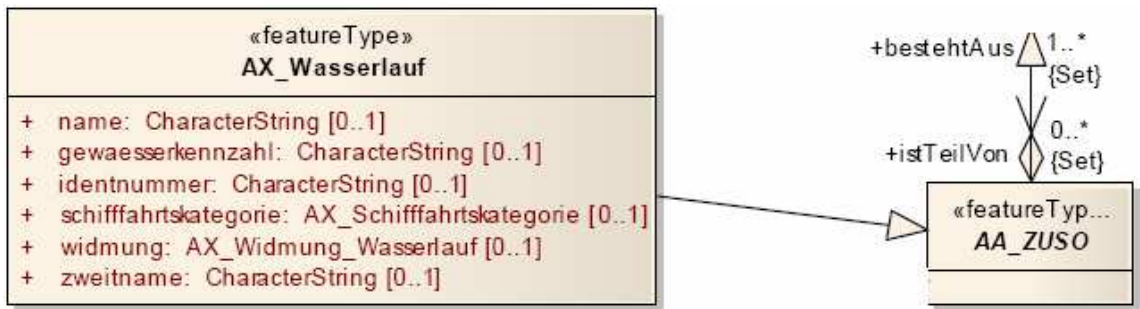 «featureType»
AX_Wasserlauf
+ name: CharacterString [0..1]
+ gewaesserkennzahl: CharacterString [0..1]
+ identnummer: CharacterString [0..1]
+ schifffahrtskategorie: AX_Schifffahrtskategorie [0..1]
+ widmung: AX_Widmung_Wasserlauf [0..1]
+ zweitname: CharacterString [0..1]
+bestehtAus 1..*
{Set}
0..*
+istTeilVon {Set}
«featureTyp...
AA_ZUSO